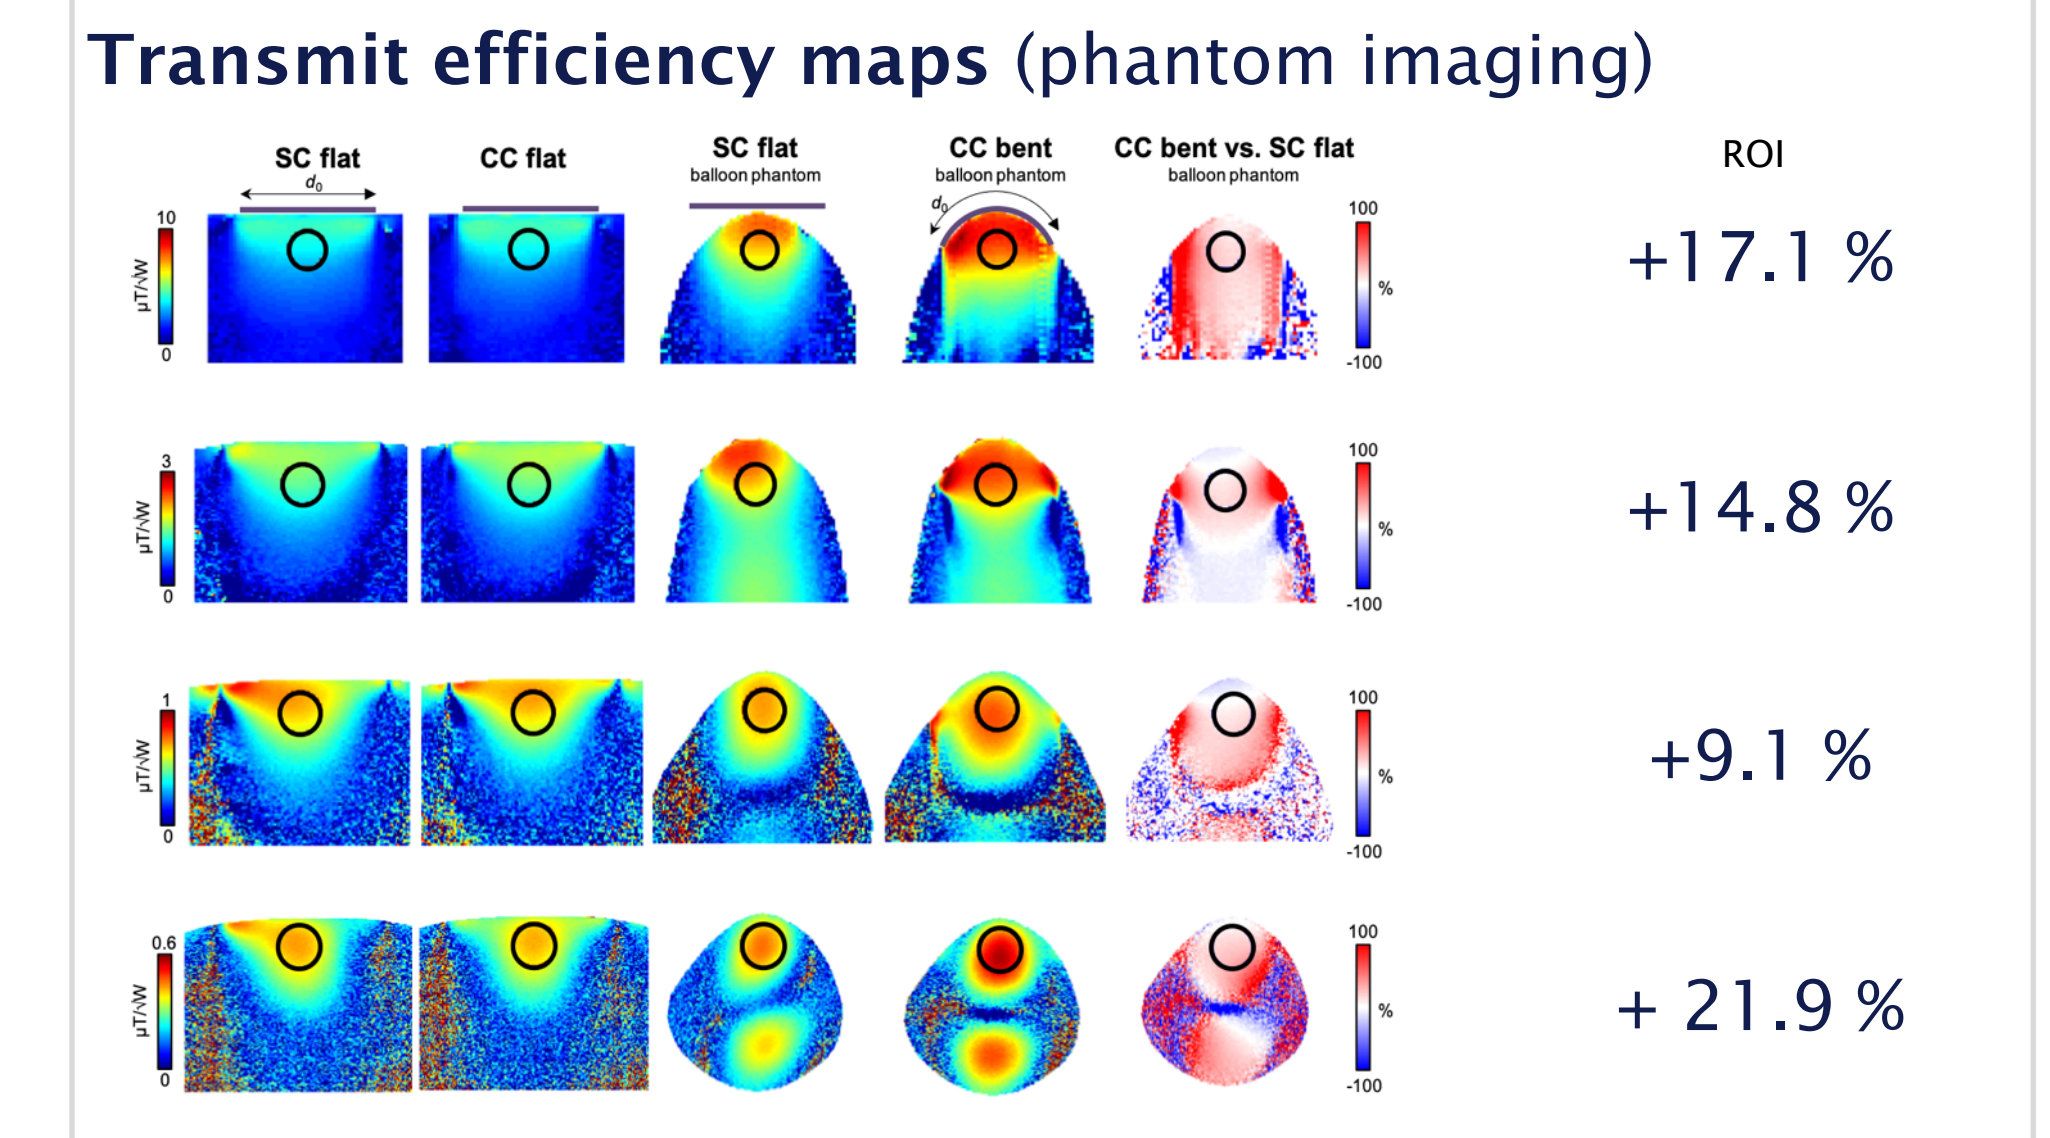 Transmit efficiency maps (phantom imaging)
SC flat
CC flat
SC flat
balloon phantom
CC bent
balloon phantom
CC bent vs. SC flat
balloon phantom
ROI
d0
d0
10
µT/√W
0
100
%
-100
+17.1 %
3
µT/√W
0
100
%
-100
+14.8 %
1
µT/√W
0
100
%
-100
+9.1 %
0.6
µT/√W
0
100
%
-100
+ 21.9 %